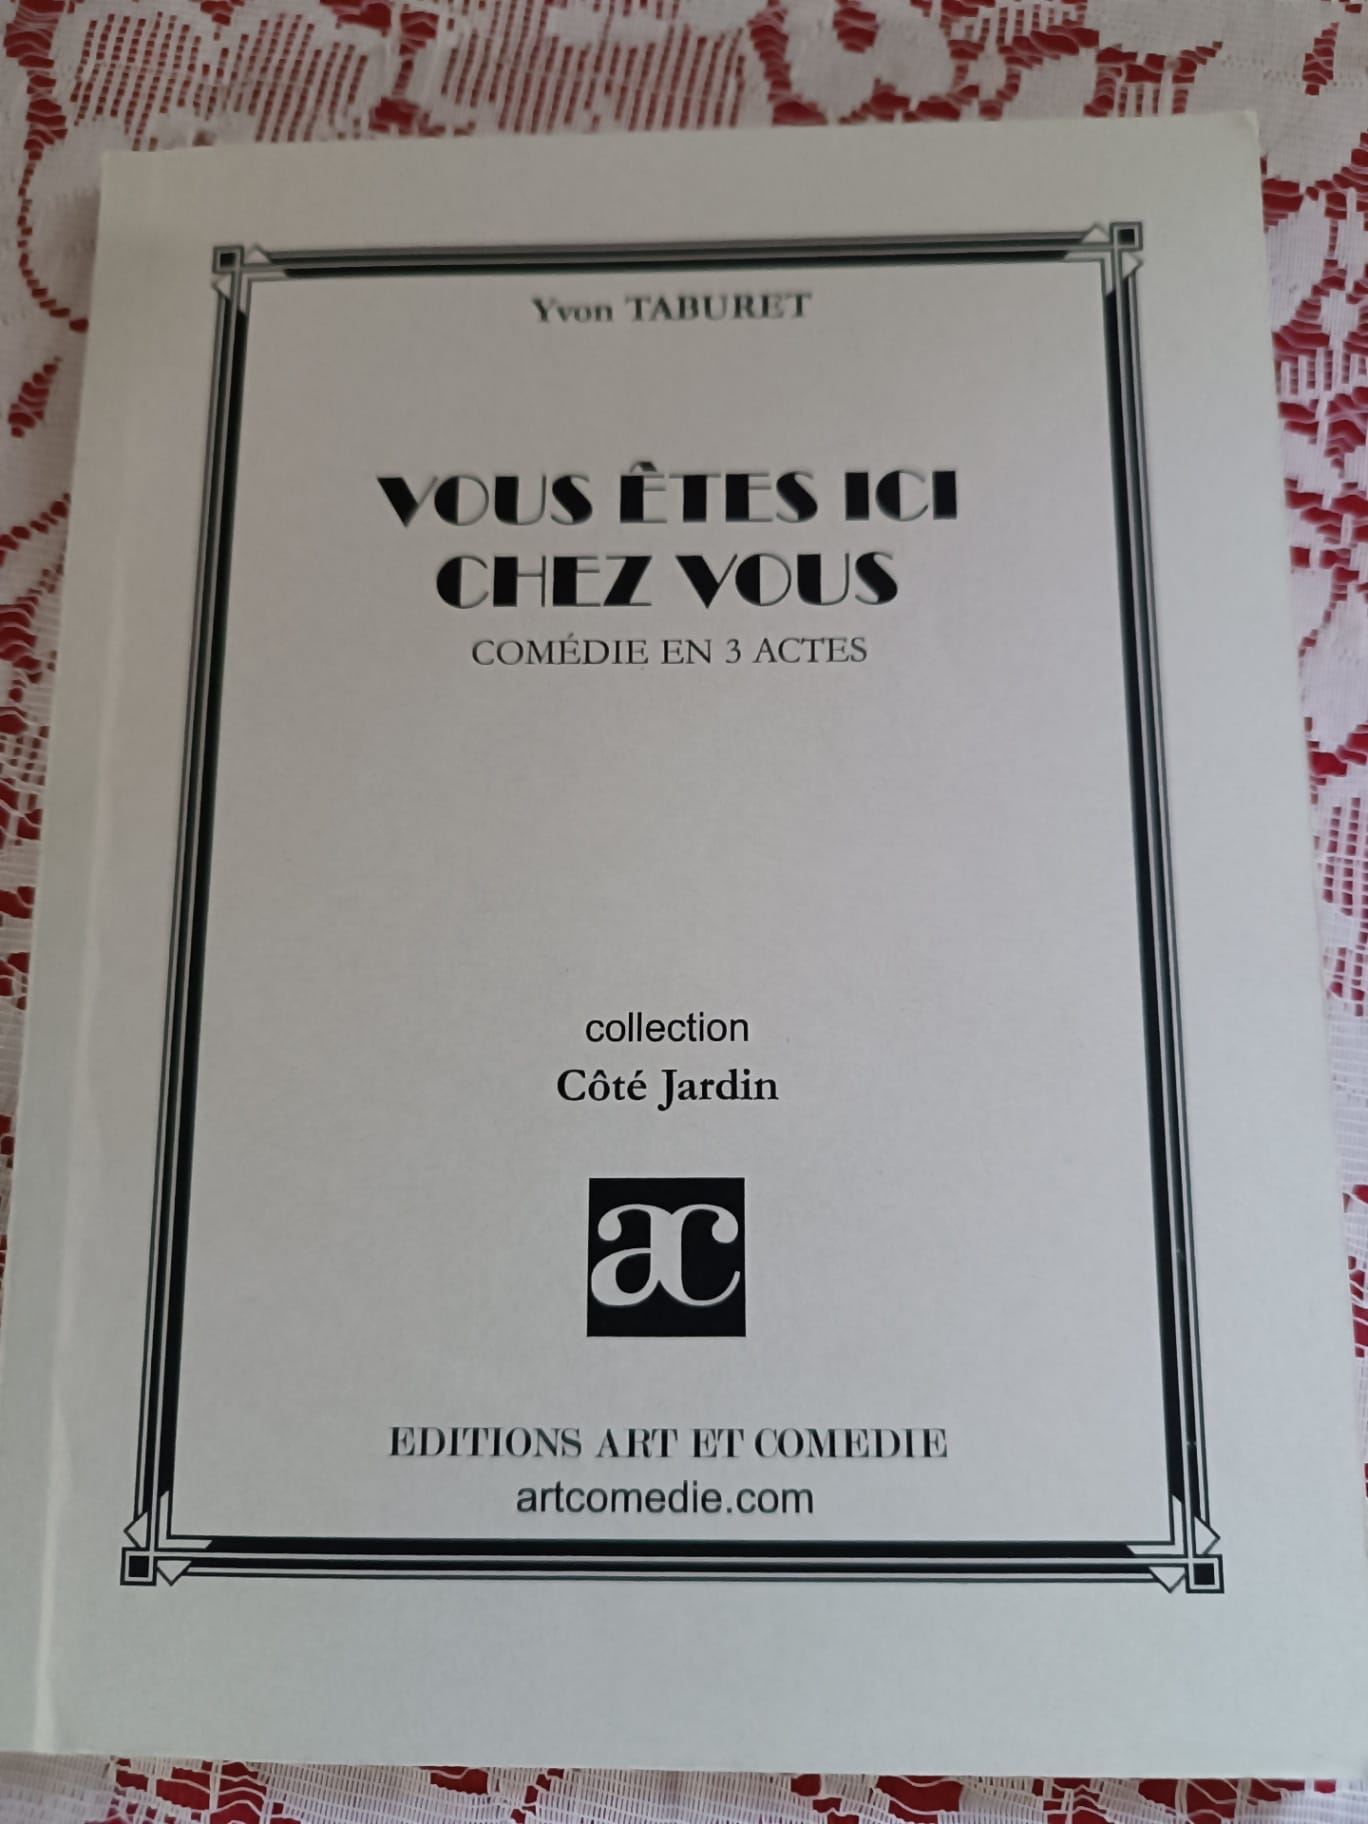 Yvon TABURET
VOUS ÊTES ICI
CHEZ VOUS
COMÉDIE EN 3 ACTES
collection
Côté Jardin
ac
EDITIONS ART ET COMEDIE
artcomedie.com